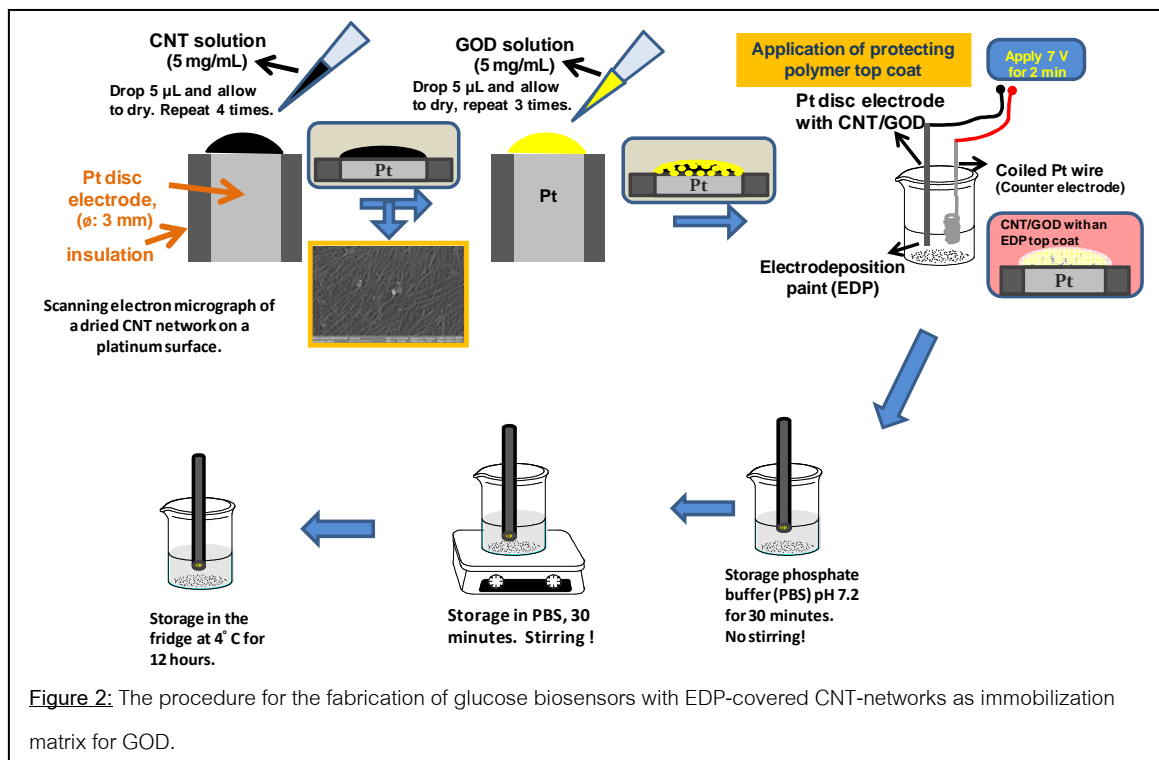 CNT solution
(5 mg/mL)
Drop 5 µL and allow
to dry. Repeat 4 times.
GOD solution
(5 mg/mL)
Drop 5 µL and allow
to dry, repeat 3 times.
Application of protecting
polymer top coat
Apply 7 V
for 2 min
Pt disc electrode
with CNT/GOD
Pt disc
electrode,
(ø: 3 mm)
insulation
Pt
Pt
Pt
Coiled Pt wire
(Counter electrode)
CNT/GOD with an
EDP top coat
Pt
Electrodeposition
paint (EDP)
Scanning electron micrograph of
a dried CNT network on a
platinum surface.
Storage in the
fridge at 4° C for
12 hours.
Storage in PBS, 30
minutes. Stirring !
Storage phosphate
buffer (PBS) pH 7.2
for 30 minutes.
No stirring!
Figure 2: The procedure for the fabrication of glucose biosensors with EDP-covered CNT-networks as immobilization
matrix for GOD.